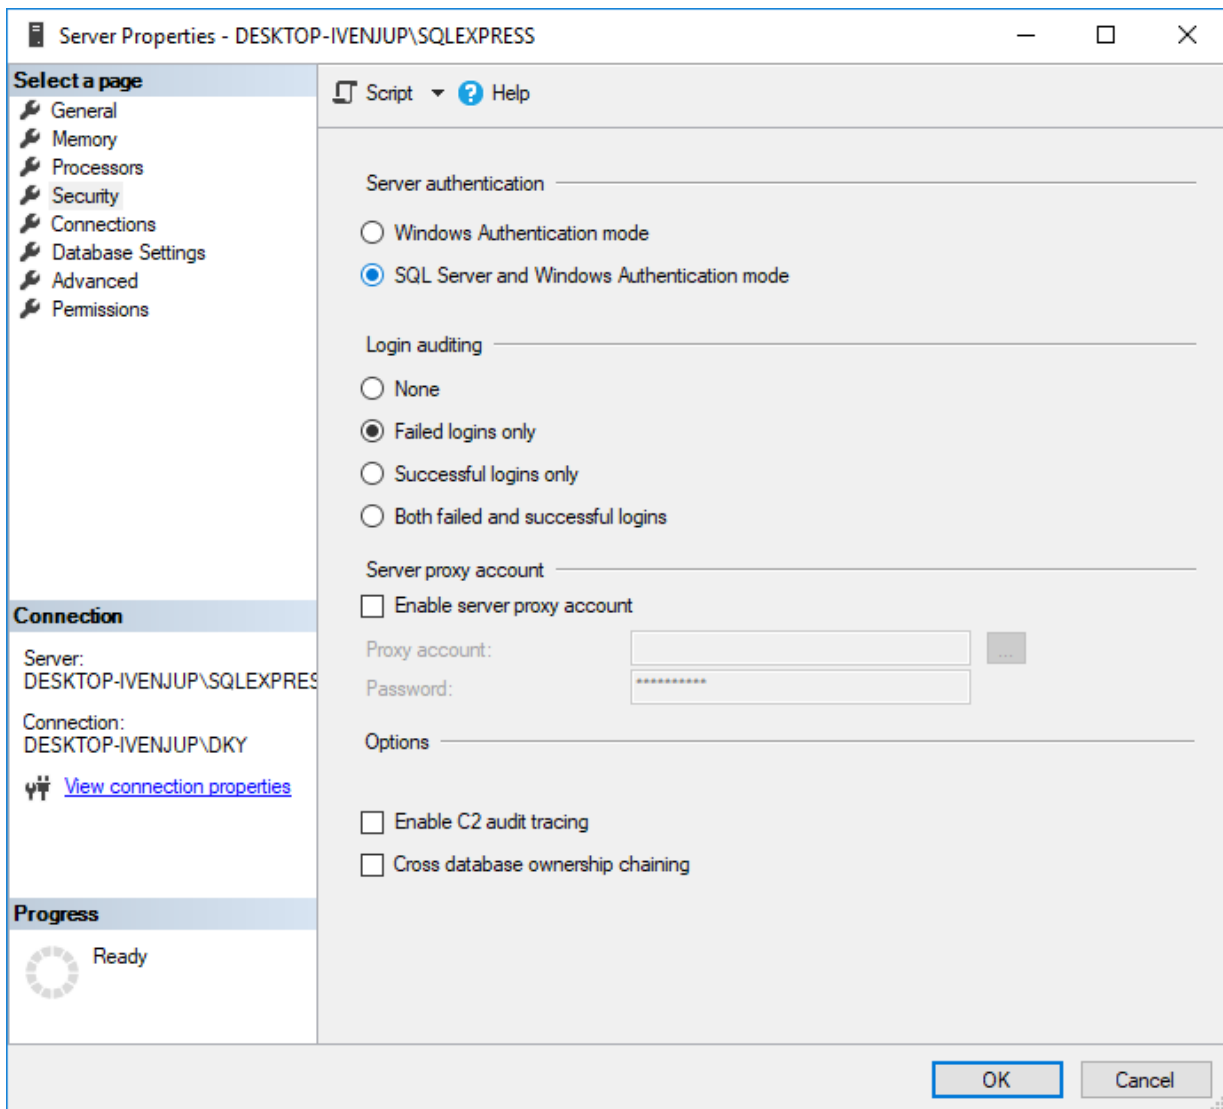 Server Properties - DESKTOP-IVENJUP\SQLEXPRESS
Select a page
General
Memory
Processors
Security
Connections
Database Settings
Advanced
Permissions
Connection
Server:
DESKTOP-IVENJUP\SQLEXPRES
Connection:
DESKTOP-IVENJUP\DKY
View connection properties
Progress
Ready
Script
Help
Server authentication
Windows Authentication mode
SQL Server and Windows Authentication mode
Login auditing
None
Failed logins only
Successful logins only
Both failed and successful logins
Server proxy account
Enable server proxy account
Proxy account:
...
Password:
**********
Options
Enable C2 audit tracing
Cross database ownership chaining
OK
Cancel